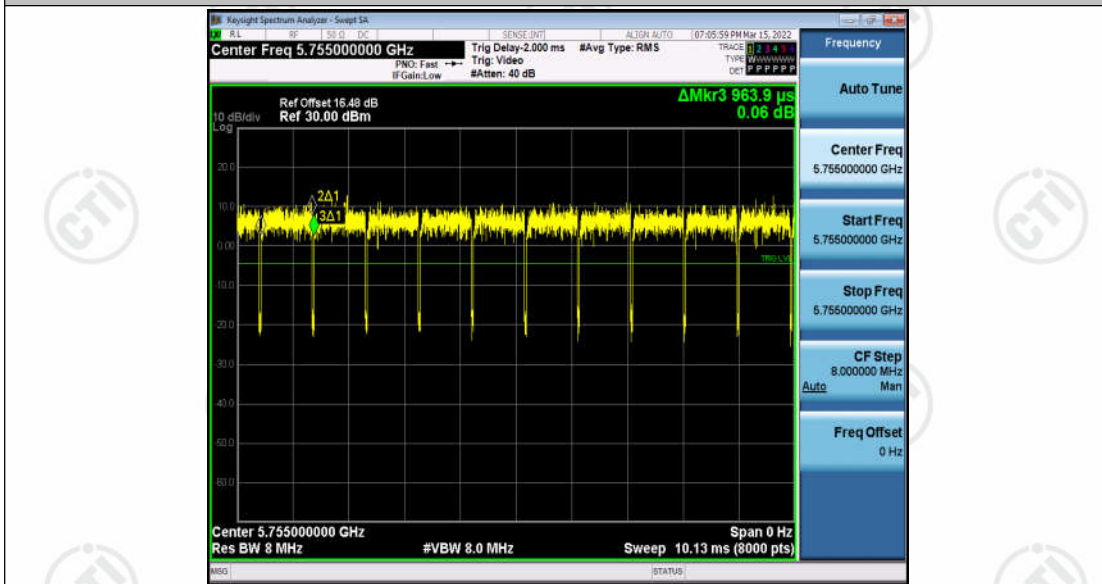 Keysight Spectrum Analyzer - Swept SA
RL RF 50 Ω DC SENSE:INT ALIGN AUTO 07:05:59 PM Mar 15, 2022
Center Freq 5.755000000 GHz
PNO: Fast
IFGain:Low
Trig Delay-2.000 ms
Trig: Video
#Atten: 40 dB
#Avg Type: RMS
TRACE 1 2 3 4 5 6
TYPE WWWWWW
DET P P P P P P
Frequency
Auto Tune
Center Freq
5.755000000 GHz
Start Freq
5.755000000 GHz
Stop Freq
5.755000000 GHz
CF Step
8.000000 MHz
Auto Man
Freq Offset
0 Hz
ΔMkr3 963.9 µs
0.06 dB
Ref Offset 16.48 dB
10 dB/div Ref 30.00 dBm
Log
20.0
10.0
0.00
-10.0
-20.0
-30.0
-40.0
-50.0
-60.0
2Δ1
3Δ1
TRIG LVL
Center 5.755000000 GHz
Span 0 Hz
Res BW 8 MHz
#VBW 8.0 MHz
Sweep 10.13 ms (8000 pts)
MSG
STATUS
CTI
CTI